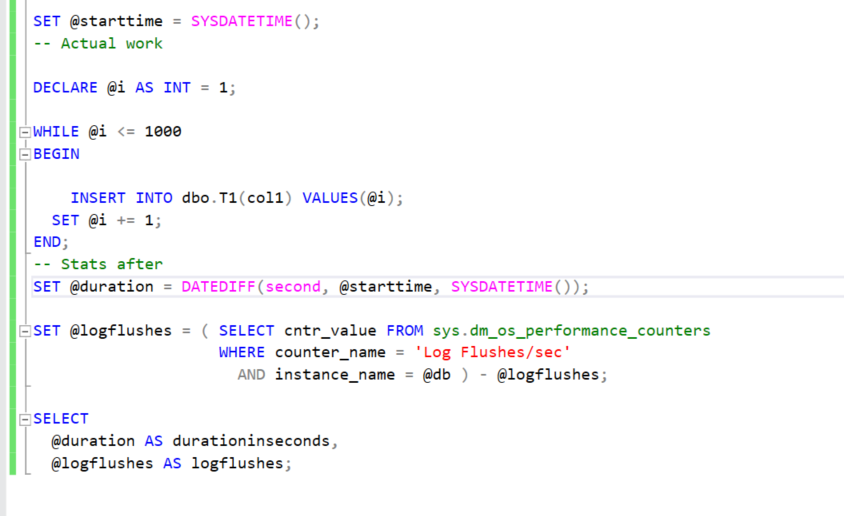 SET @starttime = SYSDATETIME();
-- Actual work
DECLARE @i AS INT = 1;
WHILE @i <= 1000
BEGIN
INSERT INTO dbo.T1(col1) VALUES(@i);
SET @i += 1;
END;
-- Stats after
SET @duration = DATEDIFF(second, @starttime, SYSDATETIME());
SET @logflushes = ( SELECT cntr_value FROM sys.dm_os_performance_counters
WHERE counter_name = 'Log Flushes/sec'
AND instance_name = @db ) - @logflushes;
SELECT
@duration AS durationinseconds,
@logflushes AS logflushes;